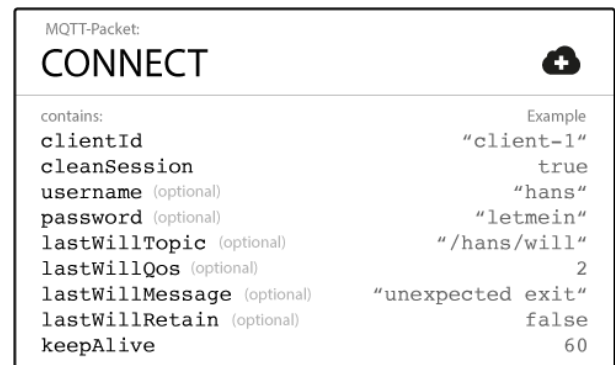 MQTT-Packet:
CONNECT
contains: Example
clientId “client-1“
cleanSession true
username (optional) “hans“
password (optional) “letmein“
lastWillTopic (optional) “/hans/will“
lastWillQos (optional) 2
lastWillMessage (optional) “unexpected exit“
lastWillRetain (optional) false
keepAlive 60